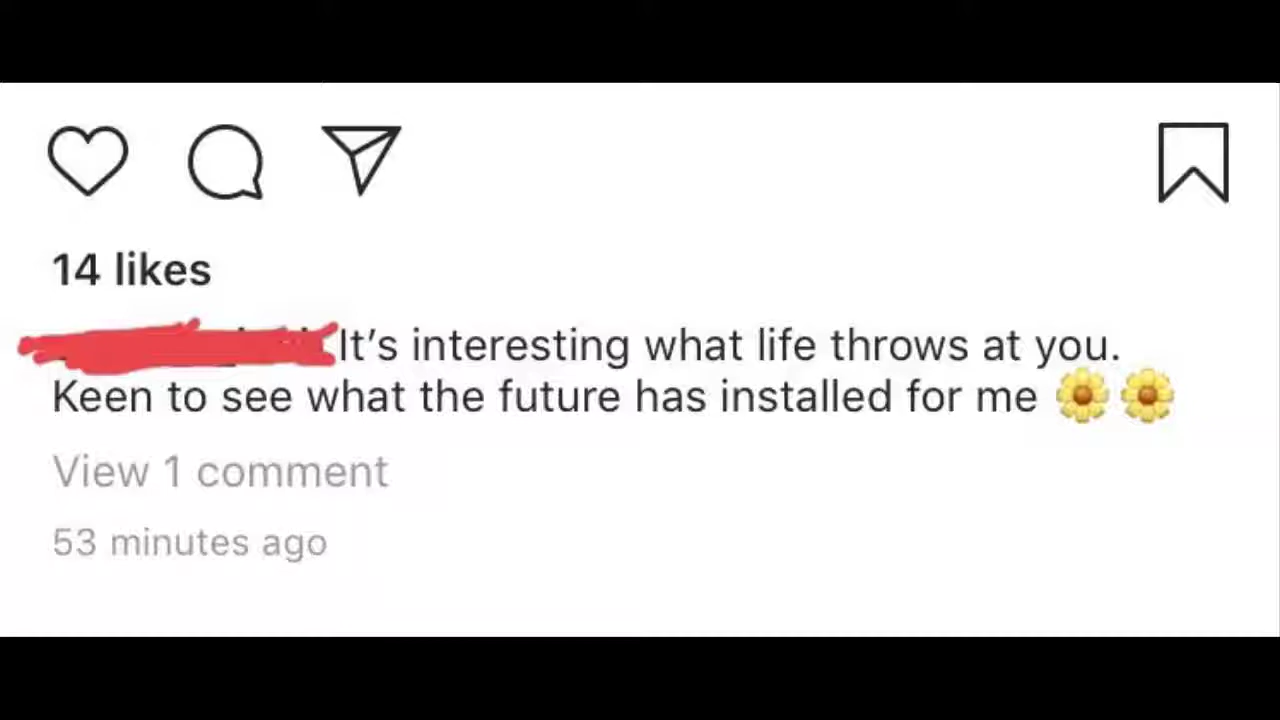 14 likes
It's interesting what life throws at you.
Keen to see what the future has installed for me 🌼🌼
View 1 comment
53 minutes ago